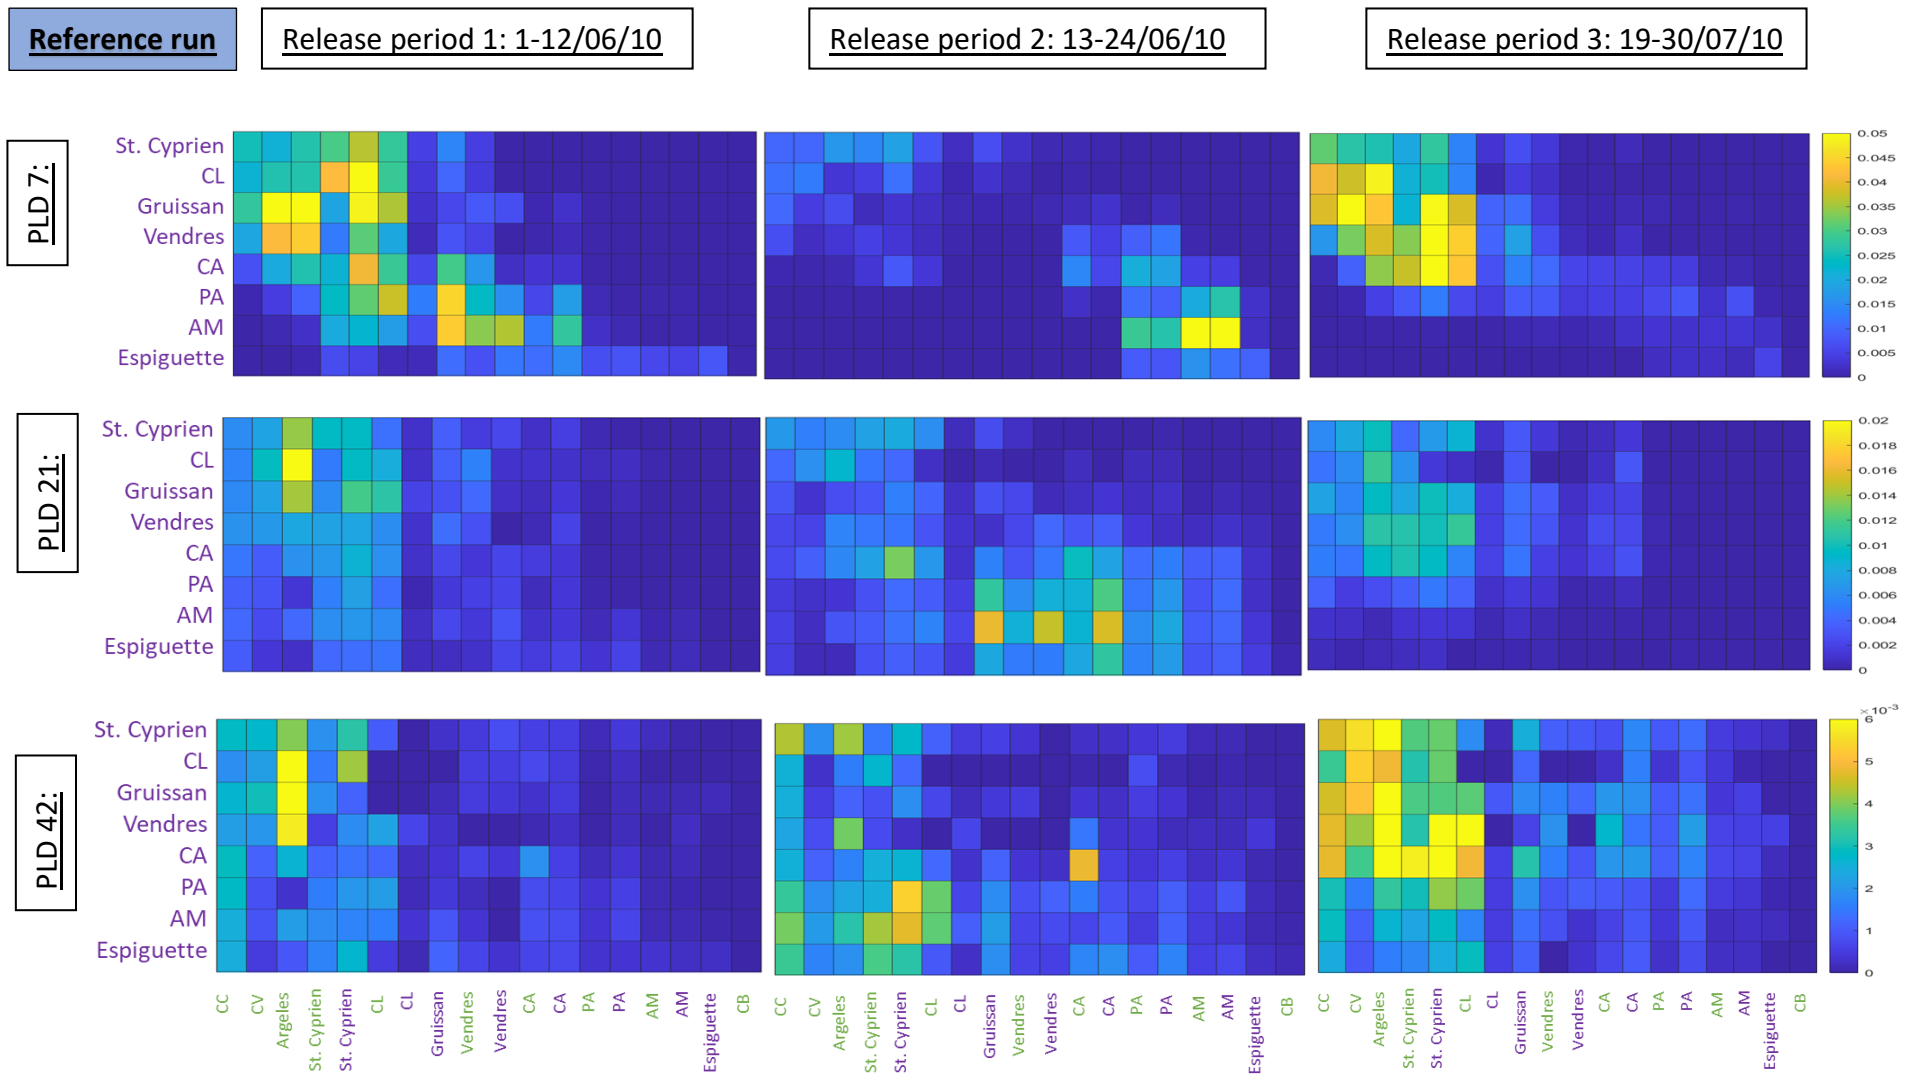 Reference run
Release period 1: 1-12/06/10
Release period 2: 13-24/06/10
Release period 3: 19-30/07/10
PLD 7:
St. Cyprien
CL
Gruissan
Vendres
CA
PA
AM
Espiguette
0.05
0.045
0.04
0.035
0.03
0.025
0.02
0.015
0.01
0.005
0
PLD 21:
St. Cyprien
CL
Gruissan
Vendres
CA
PA
AM
Espiguette
0.02
0.018
0.016
0.014
0.012
0.01
0.008
0.006
0.004
0.002
0
PLD 42:
St. Cyprien
CL
Gruissan
Vendres
CA
PA
AM
Espiguette
× 10⁻³
6
5
4
3
2
1
0
CC
CV
Argeles
St. Cyprien
St. Cyprien
CL
CL
Gruissan
Vendres
Vendres
CA
CA
PA
PA
AM
AM
Espiguette
CB
CC
CV
Argeles
St. Cyprien
St. Cyprien
CL
CL
Gruissan
Vendres
Vendres
CA
CA
PA
PA
AM
AM
Espiguette
CB
CC
CV
Argeles
St. Cyprien
St. Cyprien
CL
CL
Gruissan
Vendres
Vendres
CA
CA
PA
PA
AM
AM
Espiguette
CB